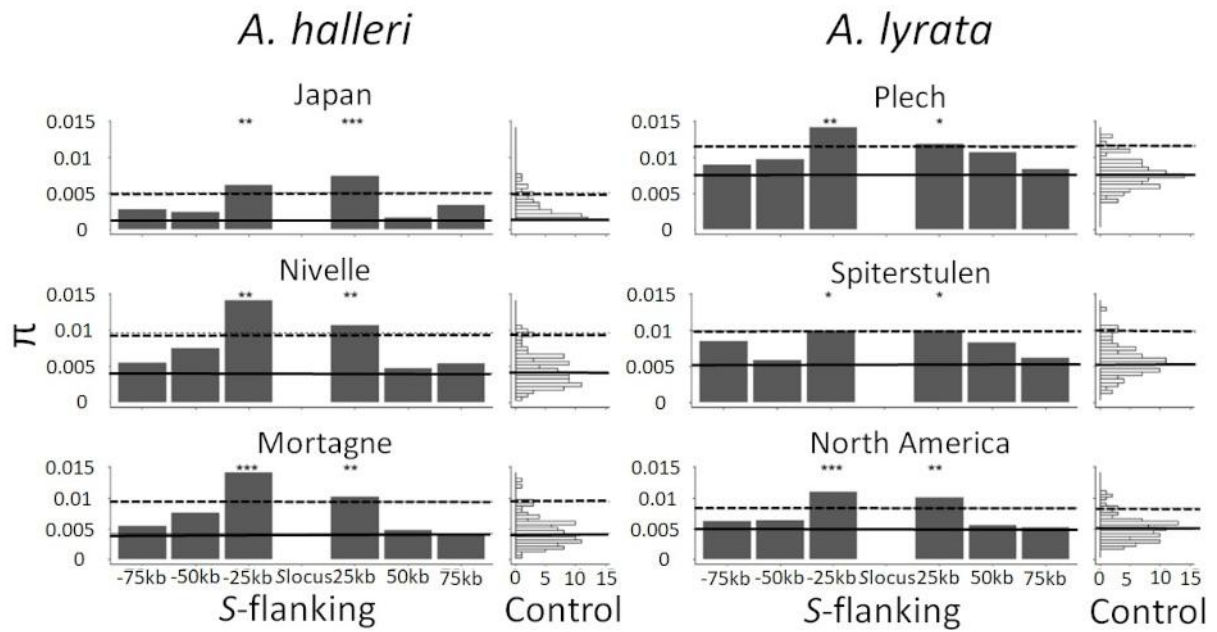 A. halleri
A. lyrata
π
Japan
0.015
0.01
0.005
0
** ***
Nivelle
0.015
0.01
0.005
0
** **
Mortagne
0.015
0.01
0.005
0
*** **
-75kb -50kb -25kb Slocus 25kb 50kb 75kb
0 5 10 15
S-flanking
Control
Plech
0.015
0.01
0.005
0
** *
Spiterstulen
0.015
0.01
0.005
0
* *
North America
0.015
0.01
0.005
0
*** **
-75kb -50kb -25kb Slocus 25kb 50kb 75kb
0 5 10 15
S-flanking
Control